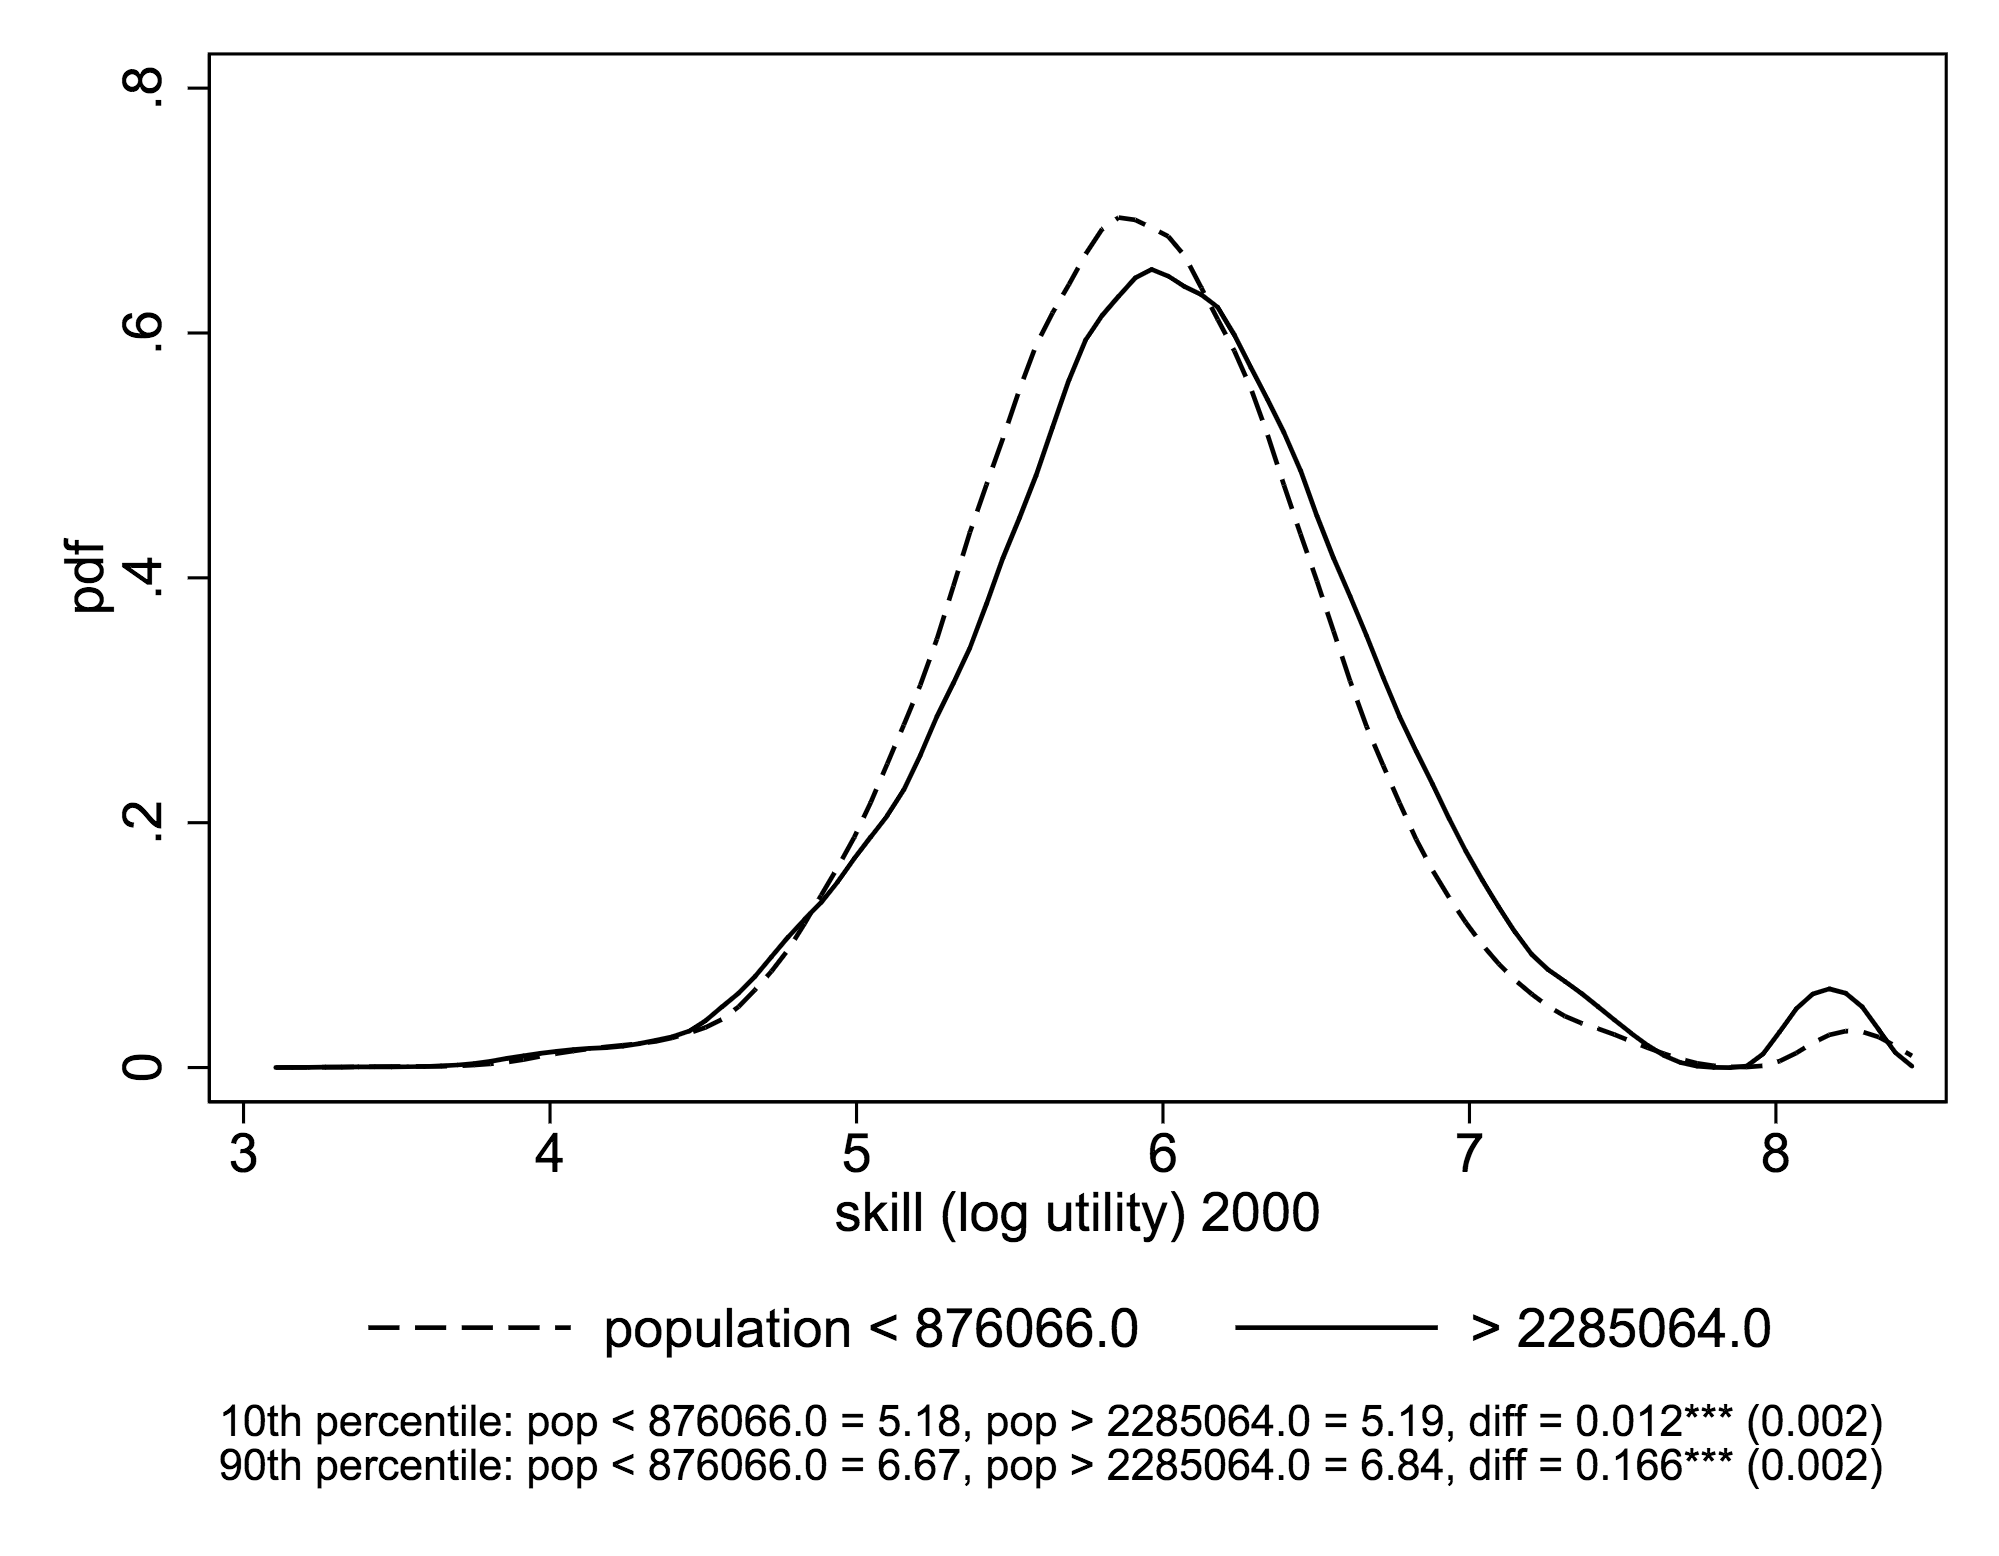 .8
.6
.4
.2
0
pdf
3 4 5 6 7 8
skill (log utility) 2000
population < 876066.0 > 2285064.0
10th percentile: pop < 876066.0 = 5.18, pop > 2285064.0 = 5.19, diff = 0.012*** (0.002)
90th percentile: pop < 876066.0 = 6.67, pop > 2285064.0 = 6.84, diff = 0.166*** (0.002)